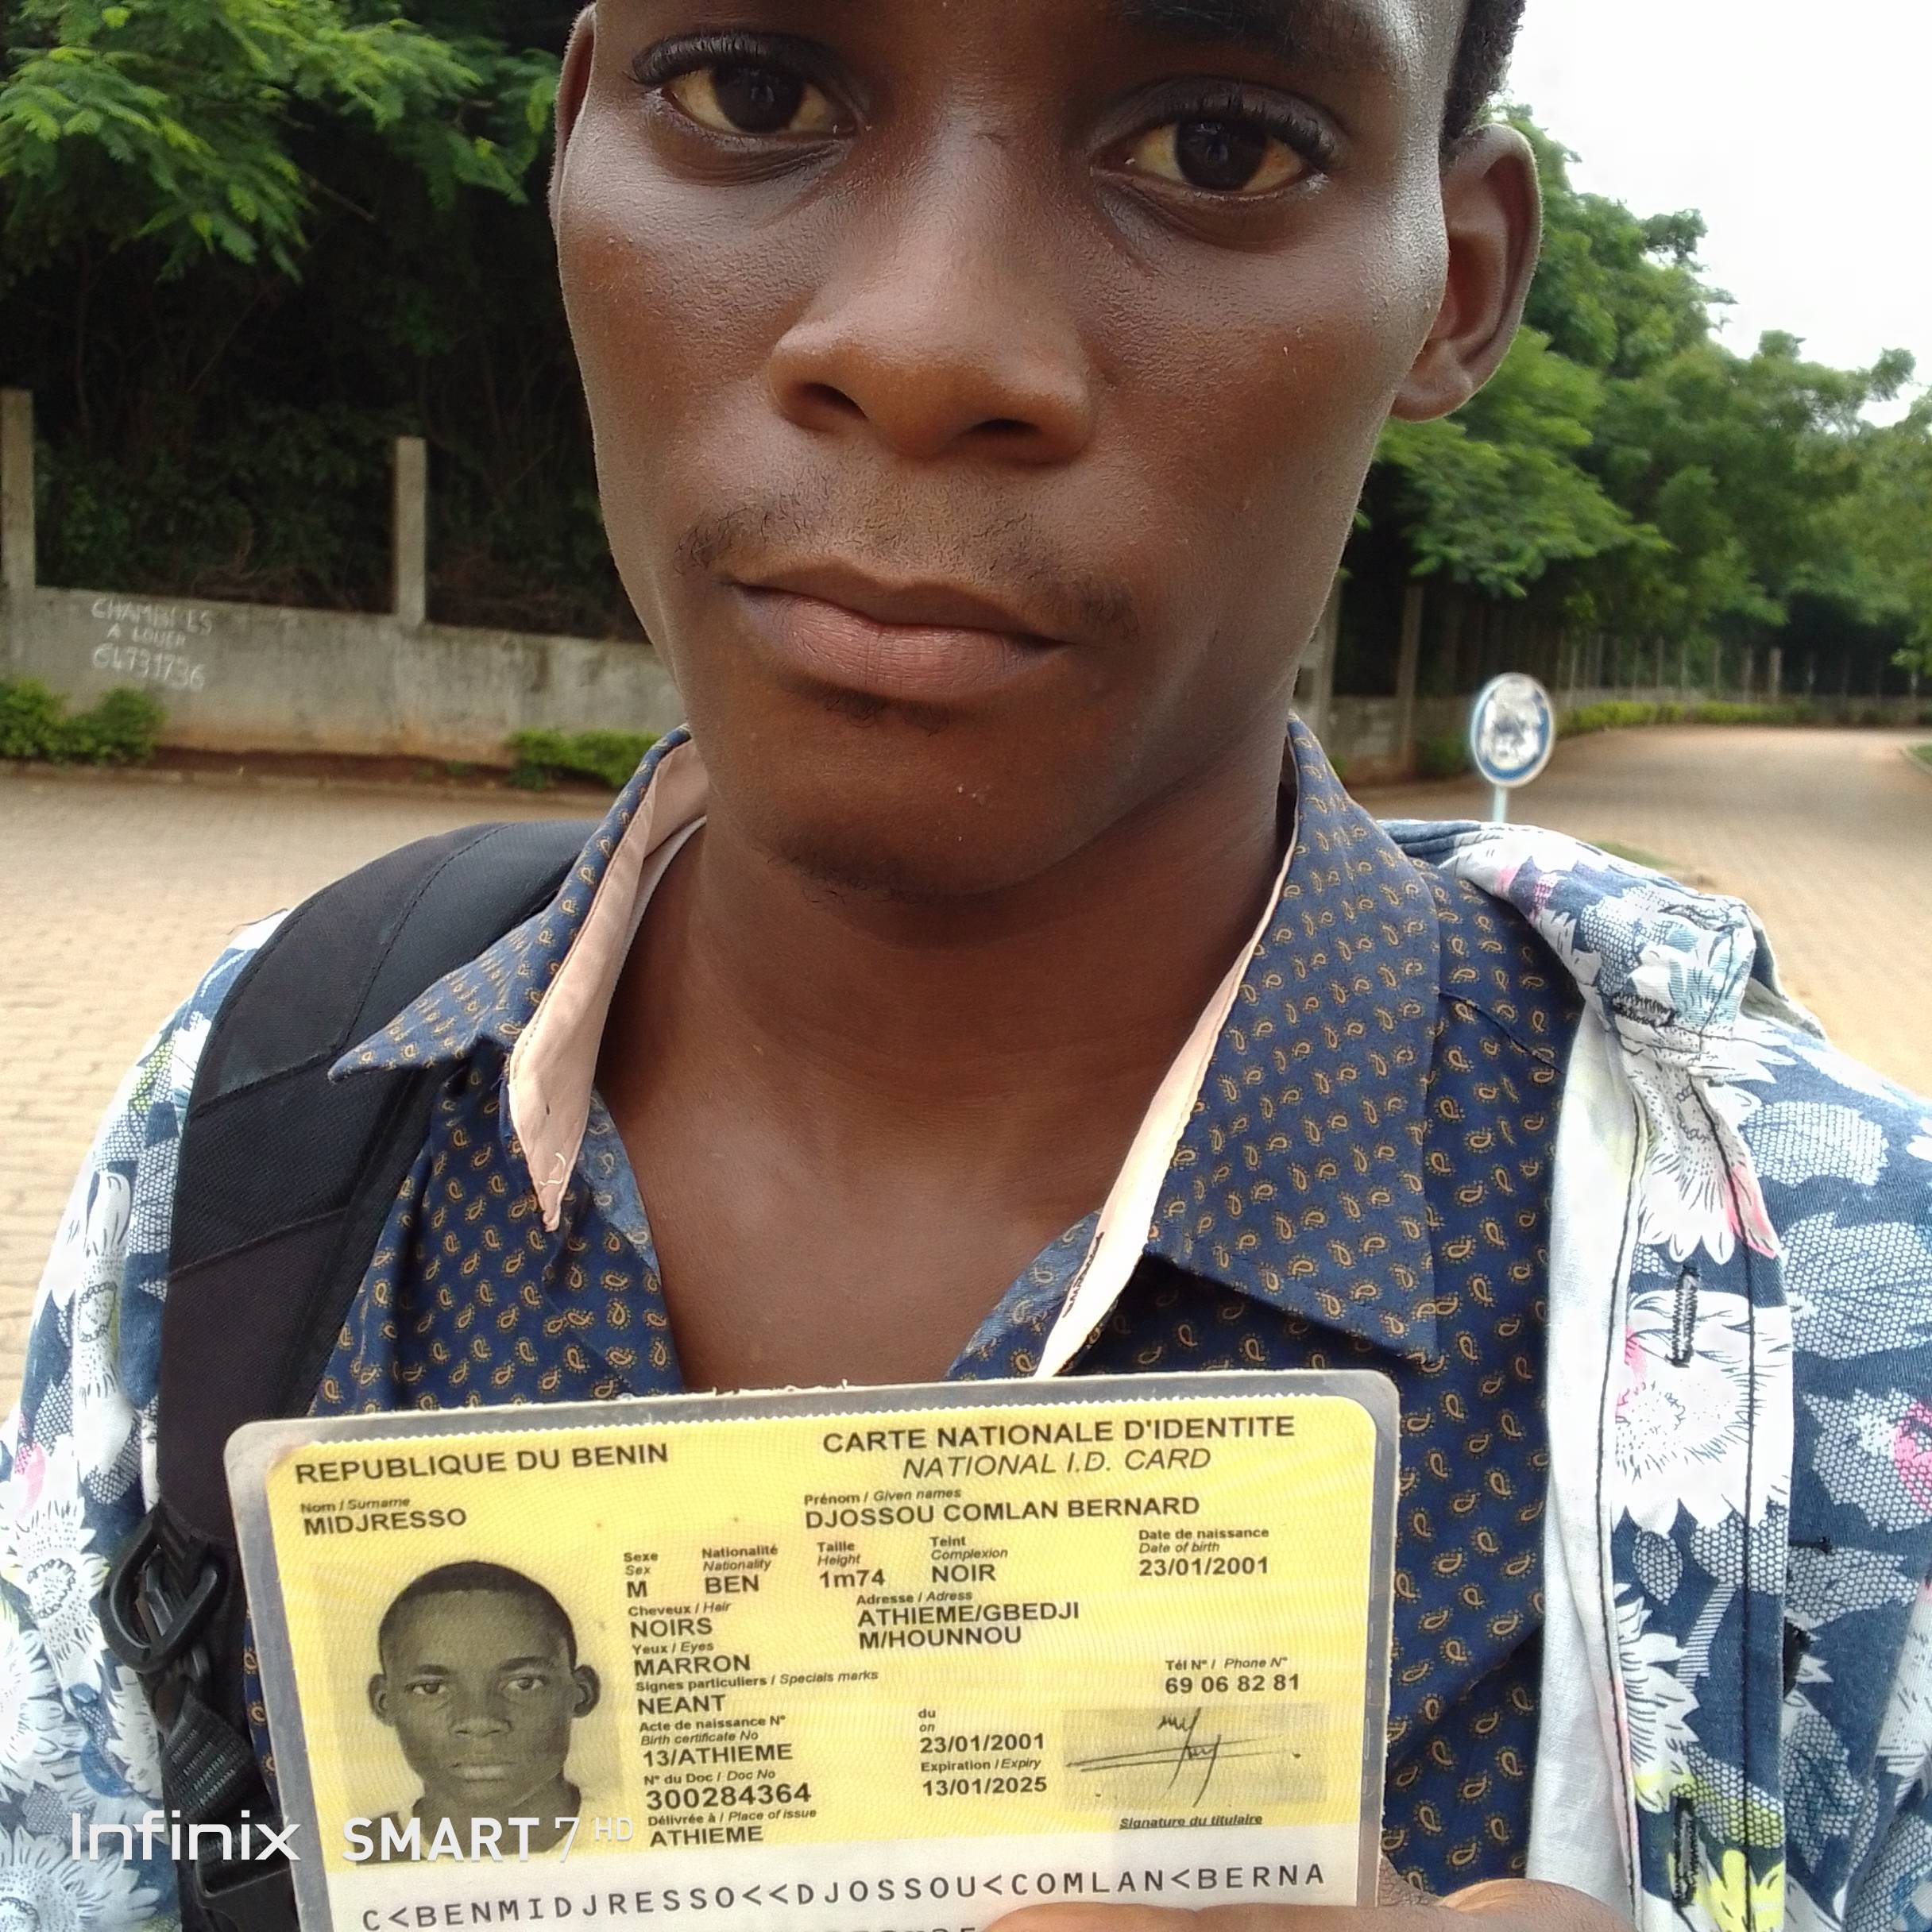 CHAMBRES
A LOUER
64731736
REPUBLIQUE DU BENIN
CARTE NATIONALE D'IDENTITE
NATIONAL I.D. CARD
Nom / Surname
MIDJRESSO
Prénom / Given names
DJOSSOU COMLAN BERNARD
Sexe
Sex
M
Nationalité
Nationality
BEN
Taille
Height
1m74
Teint
Complexion
NOIR
Date de naissance
Date of birth
23/01/2001
Cheveux / Hair
NOIRS
Adresse / Adress
ATHIEME/GBEDJI
M/HOUNNOU
Yeux / Eyes
MARRON
Signes particuliers / Specials marks
NEANT
Tél N° / Phone N°
69 06 82 81
Acte de naissance N°
Birth certificate No
13/ATHIEME
du
on
23/01/2001
N° du Doc / Doc No
300284364
Expiration / Expiry
13/01/2025
Délivrée à / Place of issue
ATHIEME
Signature du titulaire
C<BENMIDJRESSO<<DJOSSOU<COMLAN<BERNA
Infinix SMART 7 HD